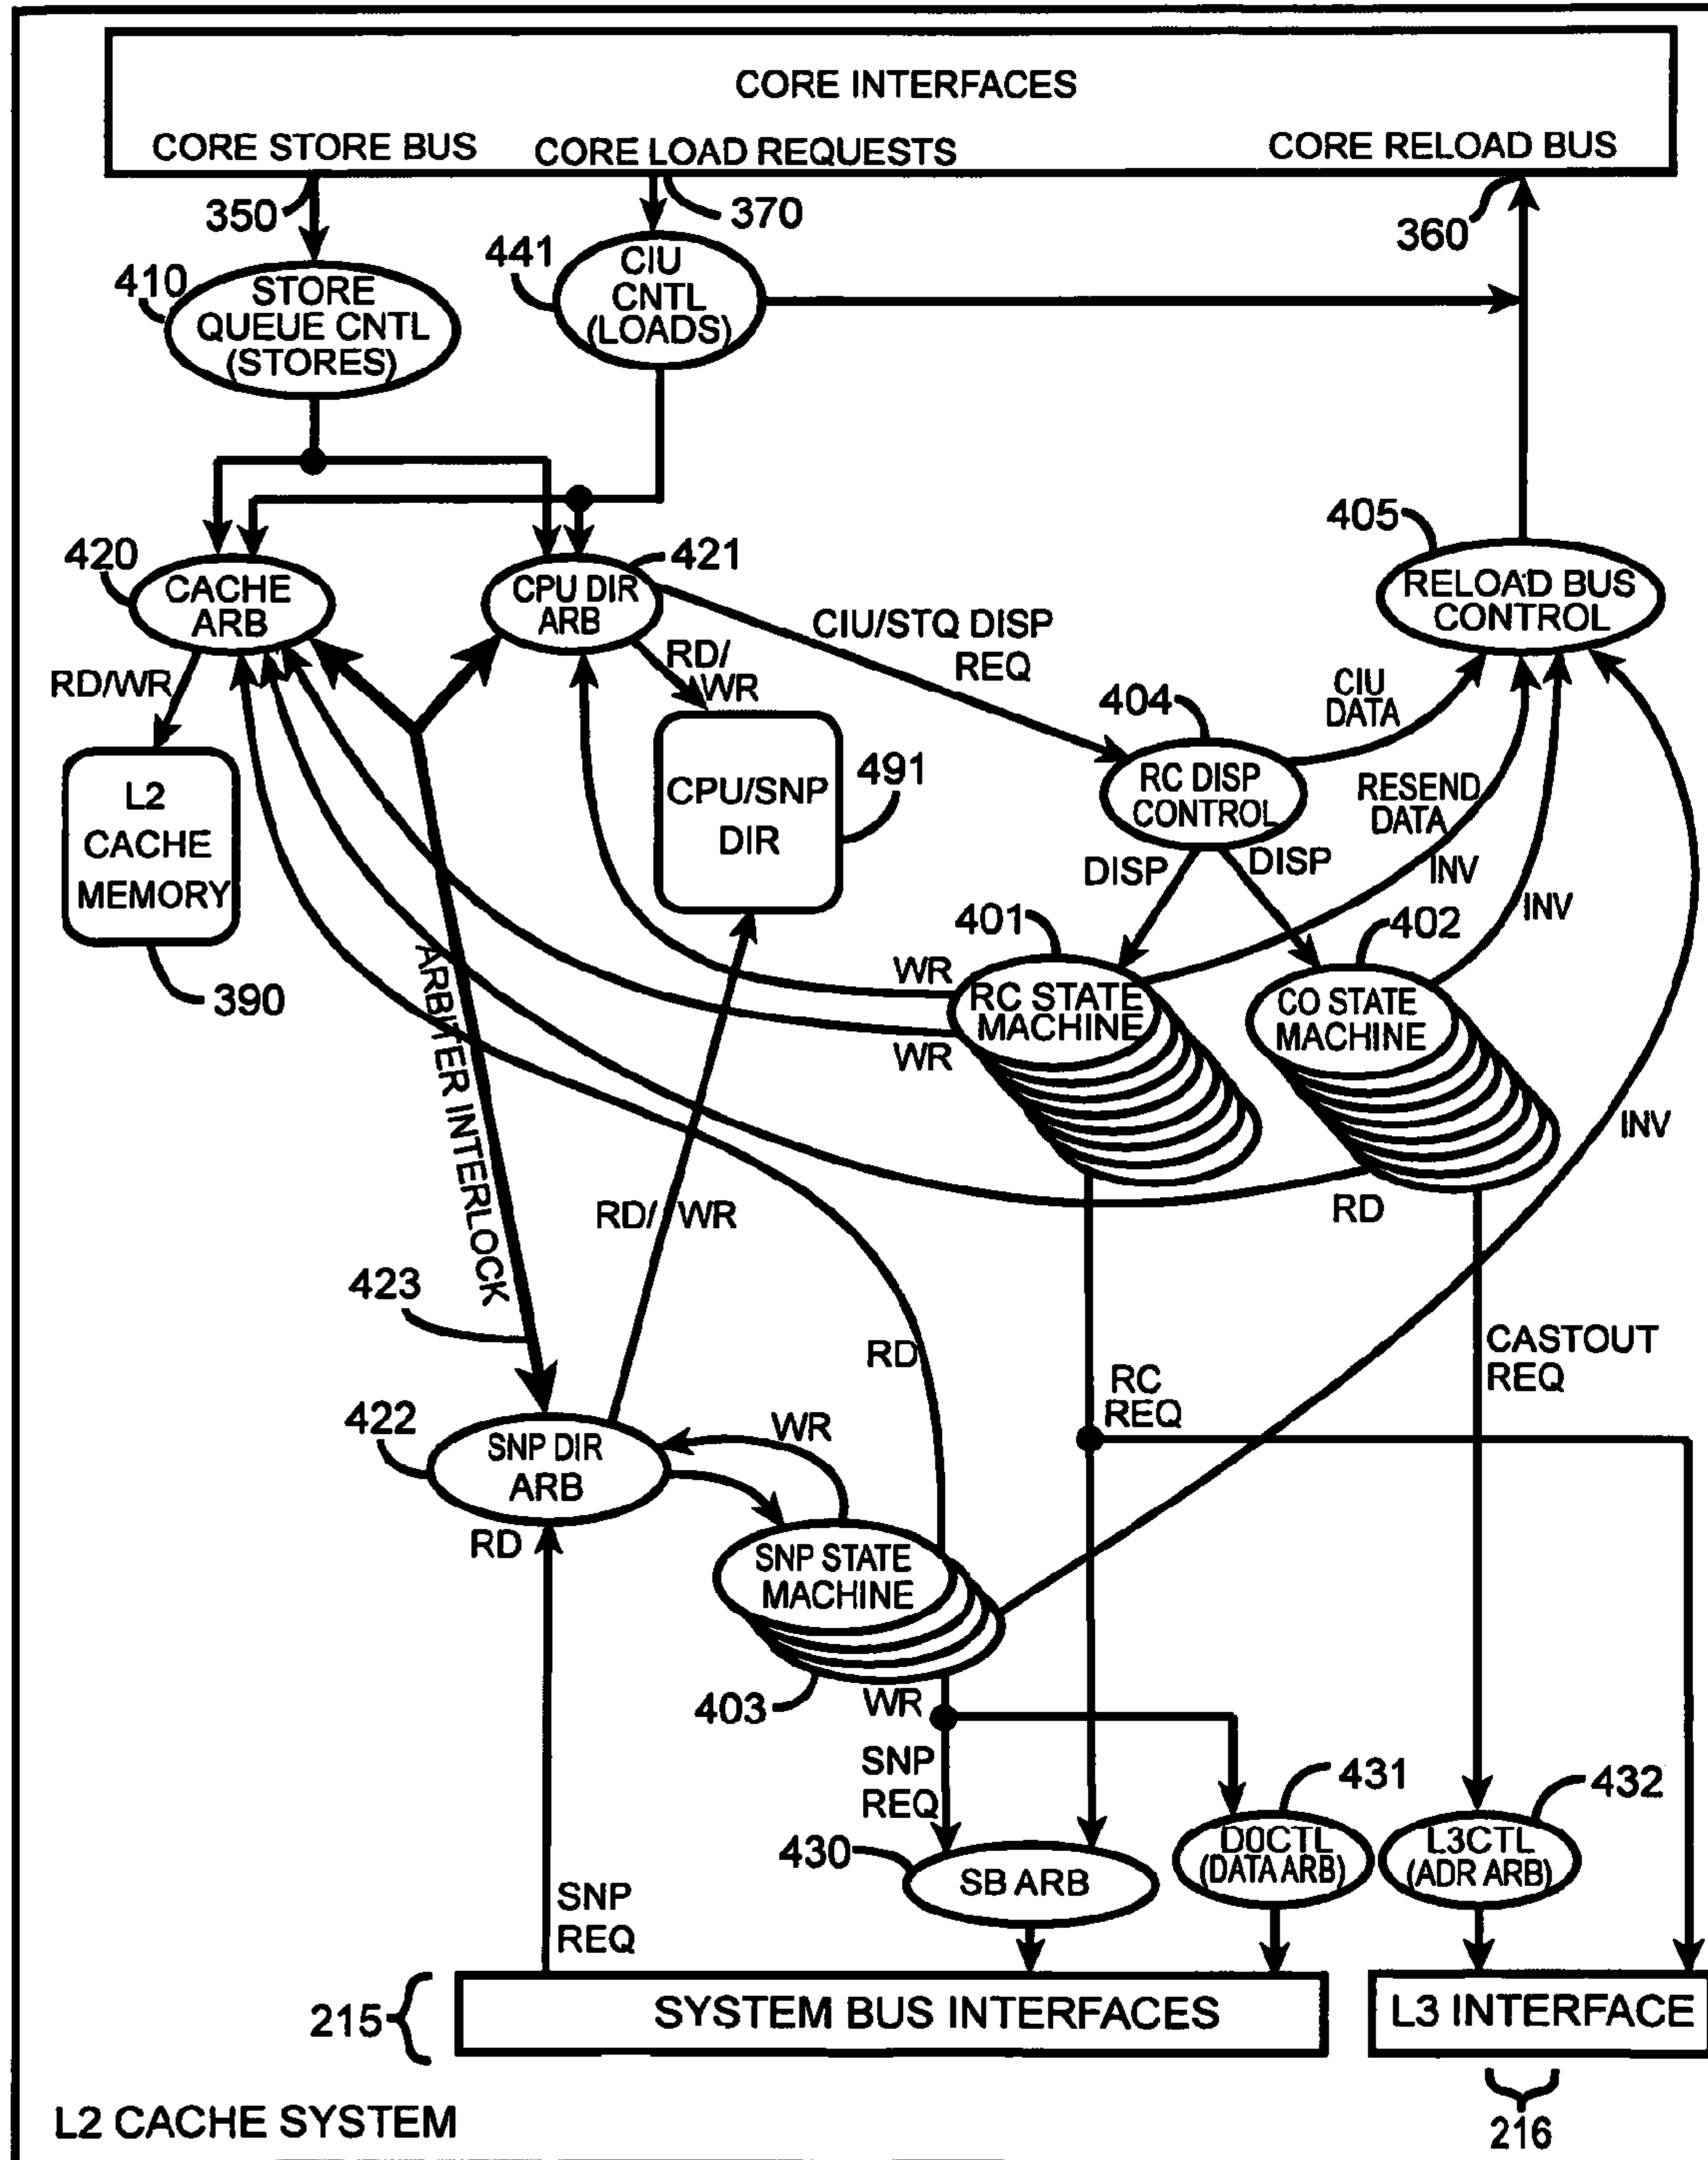 CORE INTERFACES
CORE STORE BUS
CORE LOAD REQUESTS
CORE RELOAD BUS
350
370
360
410
STORE
QUEUE CNTL
(STORES)
441
CIU
CNTL
(LOADS)
420
CACHE
ARB
421
CPU DIR
ARB
405
RELOAD BUS
CONTROL
RD/WR
RD/
WR
CIU/STQ DISP
REQ
404
RC DISP
CONTROL
CIU
DATA
RESEND
DATA
INV
INV
L2
CACHE
MEMORY
390
CPU/SNP
DIR
491
DISP
DISP
401
RC STATE
MACHINE
402
CO STATE
MACHINE
WR
WR
ARBITER INTERLOCK
INV
RD/
WR
RD
423
RD
RC
REQ
CASTOUT
REQ
422
SNP DIR
ARB
WR
RD
SNP STATE
MACHINE
403
WR
SNP
REQ
431
D0CTL
(DATA ARB)
432
L3CTL
(ADR ARB)
430
SB ARB
SNP
REQ
215
SYSTEM BUS INTERFACES
L3 INTERFACE
216
L2 CACHE SYSTEM